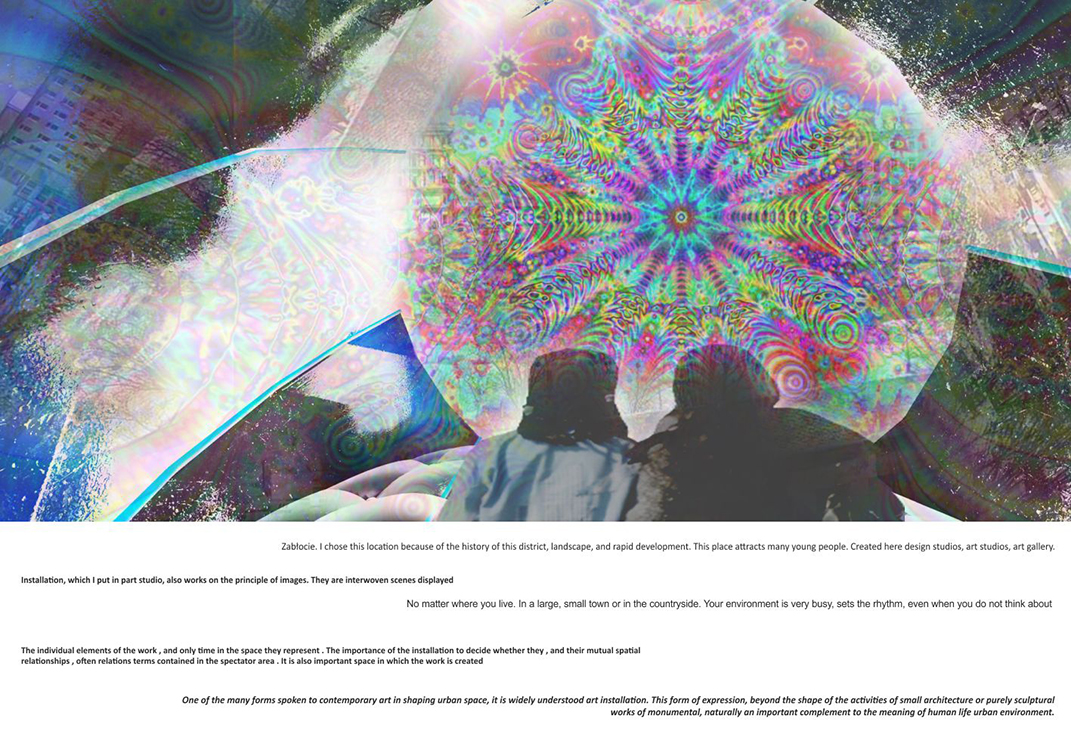 Zabłocie. I chose this location because of the history of this district, landscape, and rapid development. This place attracts many young people. Created here design studios, art studios, art gallery.
Installation, which I put in part studio, also works on the principle of images. They are interwoven scenes displayed
No matter where you live. In a large, small town or in the countryside. Your environment is very busy, sets the rhythm, even when you do not think about
The individual elements of the work , and only time in the space they represent . The importance of the installation to decide whether they , and their mutual spatial
relationships , often relations terms contained in the spectator area . It is also important space in which the work is created
One of the many forms spoken to contemporary art in shaping urban space, it is widely understood art installation. This form of expression, beyond the shape of the activities of small architecture or purely sculptural
works of monumental, naturally an important complement to the meaning of human life urban environment.